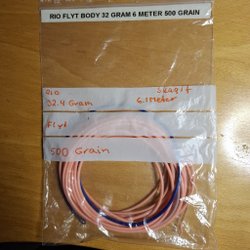 RIO FLYT BODY 32 GRAM 6 METER 500 GRAIN
RIO Skagit
32.4 Gram 6.1 Meter
Flyt
500 Grain